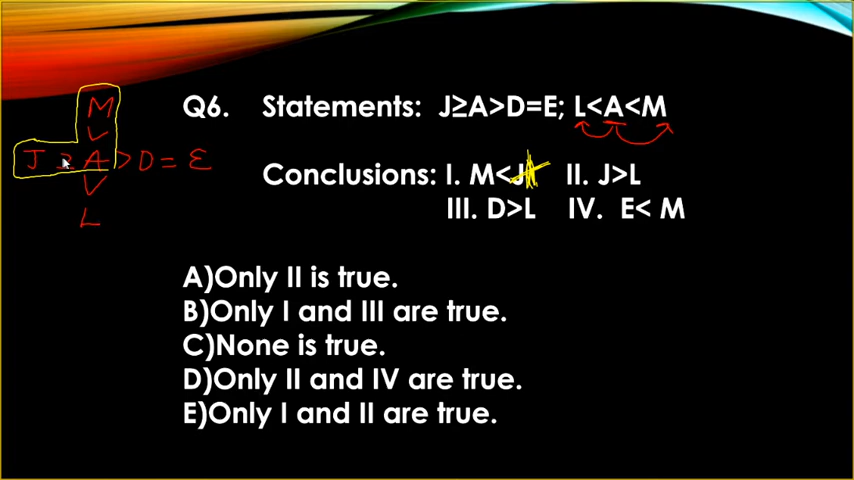 M
Q6. Statements: J≥A>D=E; L<A<M
V
J ≥ A > D = E
Conclusions: I. M<J II. J>L
V
III. D>L IV. E< M
L
A)Only II is true.
B)Only I and III are true.
C)None is true.
D)Only II and IV are true.
E)Only I and II are true.